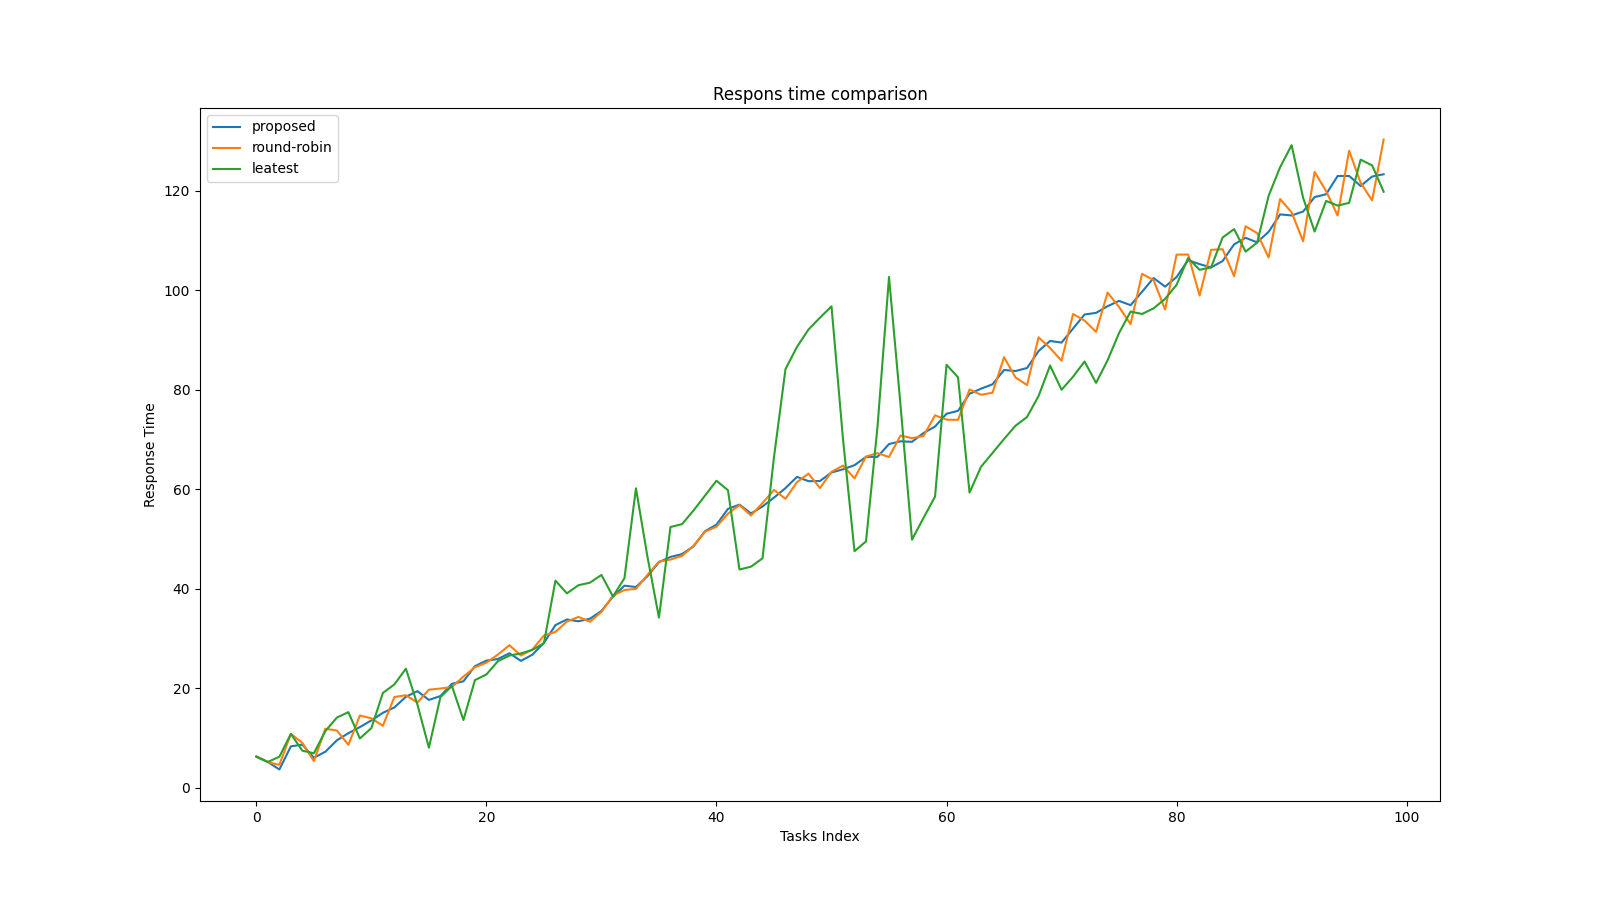 Respons time comparison
proposed
round-robin
leatest
Response Time
120
100
80
60
40
20
0
0 20 40 60 80 100
Tasks Index